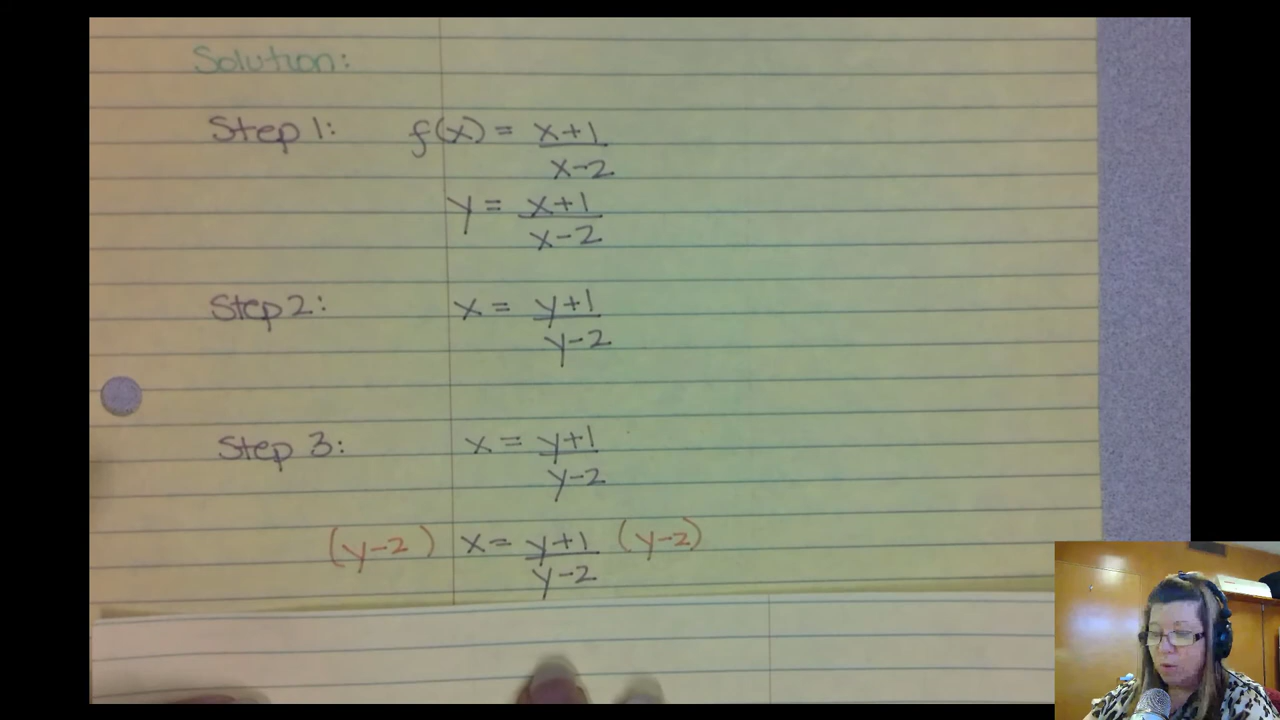 Solution:
Step 1: f(x) = x+1
x-2
y = x+1
x-2
Step 2: x = y+1
y-2
Step 3: x = y+1
y-2
(y-2) x = y+1 (y-2)
y-2